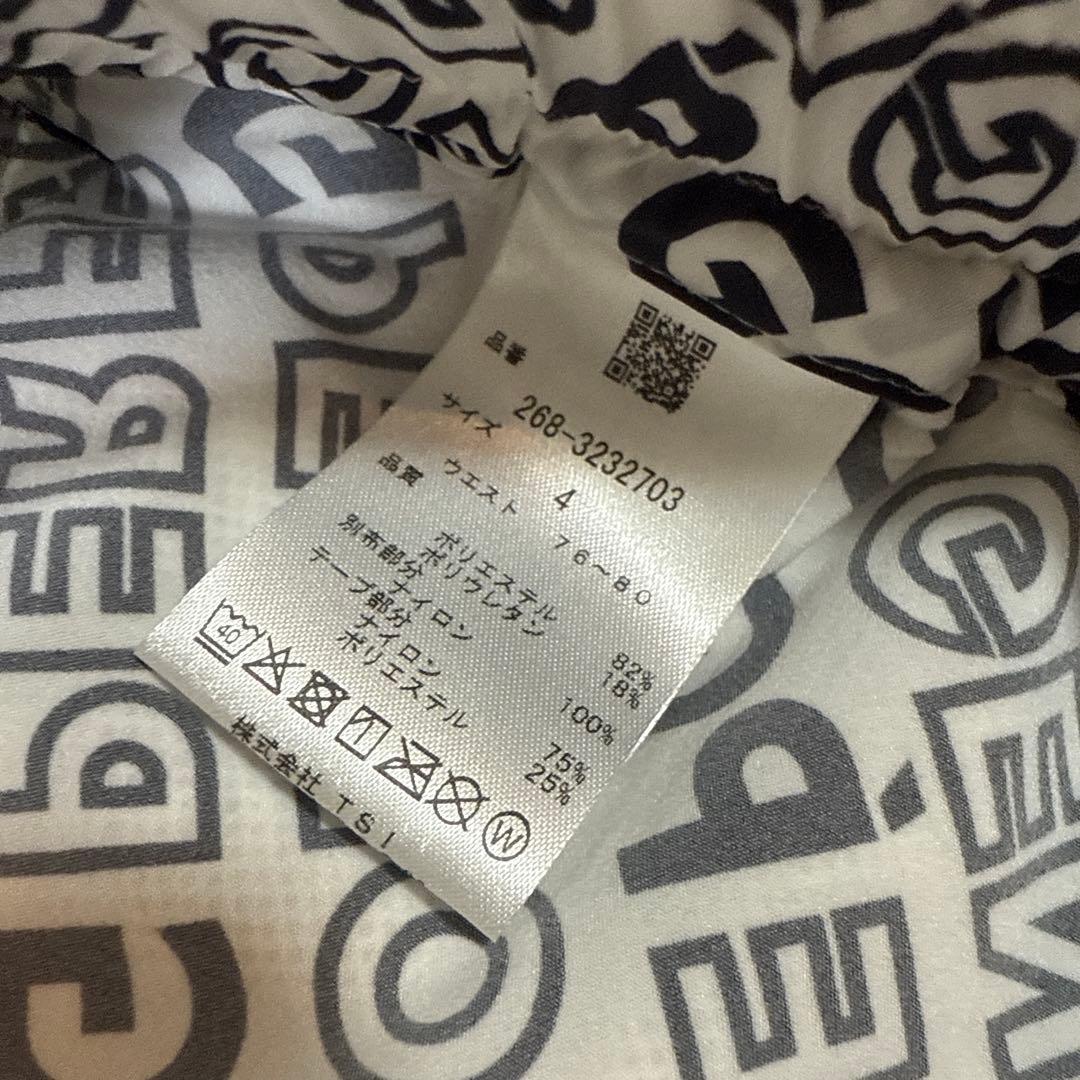 品番 268-3232703
サイズ 4
ウエスト 76～80
品質
ポリエステル 82%
ポリウレタン 18%
別布部分
ナイロン 100%
テープ部分
ナイロン 75%
ポリエステル 25%
40
W
株式会社 TSI